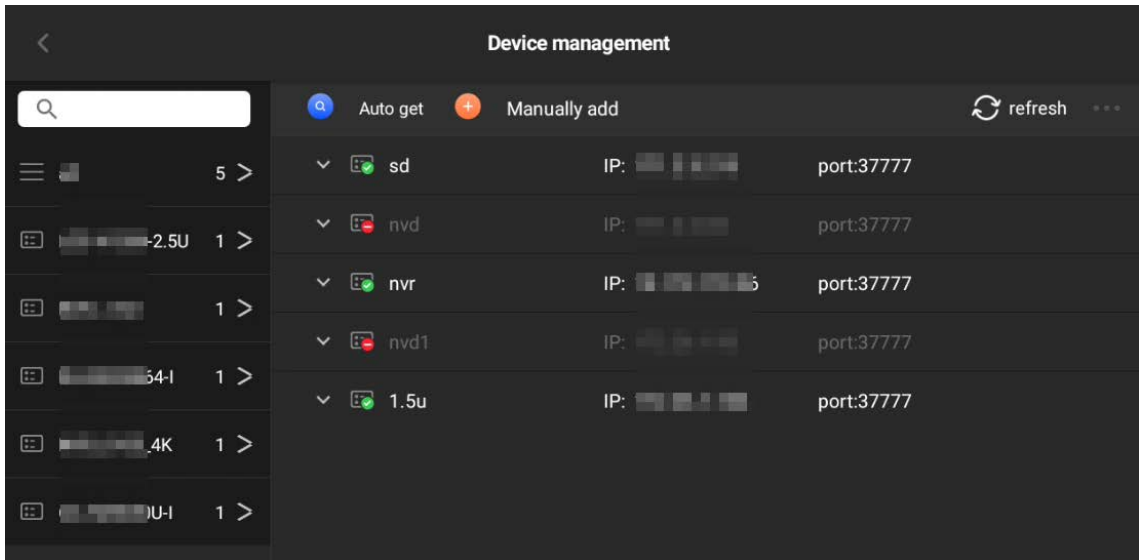 Device management
Auto get Manually add refresh
5
sd IP: port:37777
-2.5U 1
nvd IP: port:37777
1
nvr IP: 6 port:37777
nvd1 IP: port:37777
64-I 1
1.5u IP: port:37777
_4K 1
0U-I 1